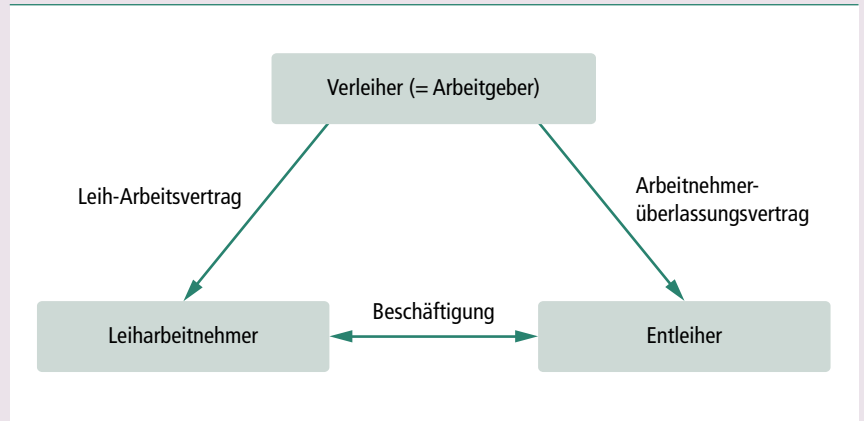 Verleiher (= Arbeitgeber)
Leih-Arbeitsvertrag
Arbeitnehmer-
überlassungsvertrag
Beschäftigung
Leiharbeitnehmer
Entleiher